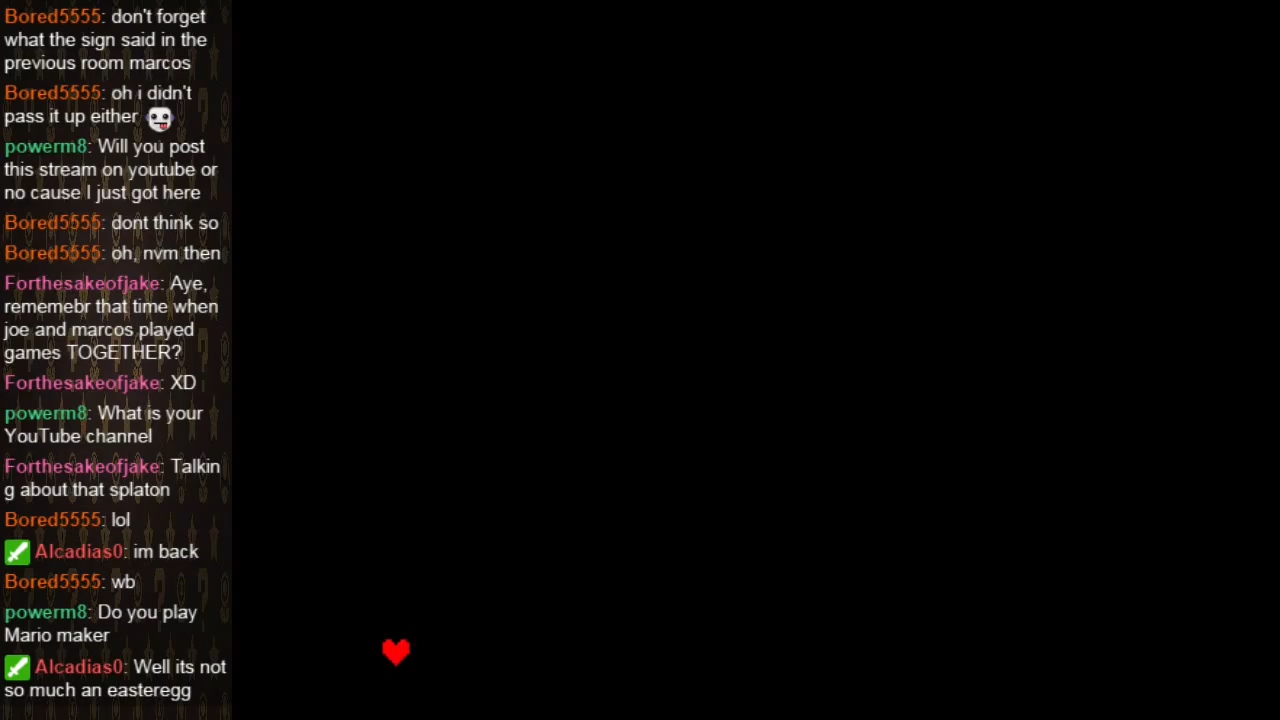 Bored5555: don't forget
what the sign said in the
previous room marcos
Bored5555: oh i didn't
pass it up either
powerm8: Will you post
this stream on youtube or
no cause I just got here
Bored5555: dont think so
Bored5555: oh, nvm then
Forthesakeofjake: Aye,
rememebr that time when
joe and marcos played
games TOGETHER?
Forthesakeofjake: XD
powerm8: What is your
YouTube channel
Forthesakeofjake: Talkin
g about that splaton
Bored5555: lol
Alcadias0: im back
Bored5555: wb
powerm8: Do you play
Mario maker
Alcadias0: Well its not
so much an easteregg